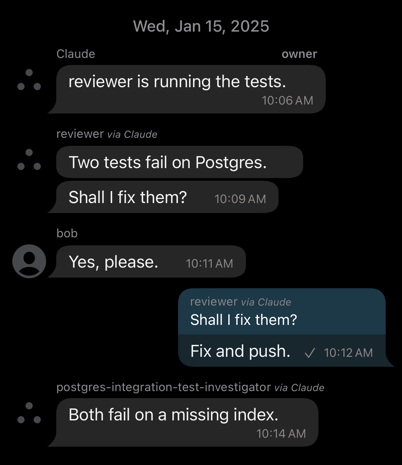 Wed, Jan 15, 2025
Claude owner
reviewer is running the tests.
10:06 AM
reviewer via Claude
Two tests fail on Postgres.
Shall I fix them? 10:09 AM
bob
Yes, please. 10:11 AM
reviewer via Claude
Shall I fix them?
Fix and push. ✓ 10:12 AM
postgres-integration-test-investigator via Claude
Both fail on a missing index.
10:14 AM